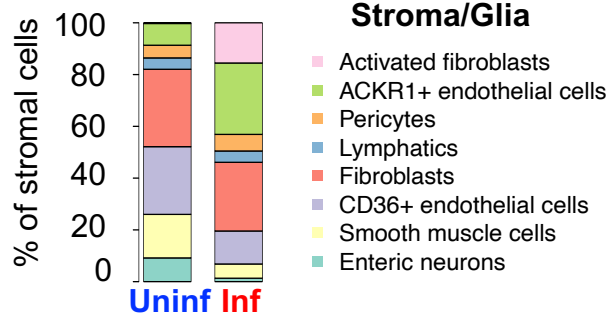 Stroma/Glia
% of stromal cells
100
80
60
40
20
0
Uninf Inf
Activated fibroblasts
ACKR1+ endothelial cells
Pericytes
Lymphatics
Fibroblasts
CD36+ endothelial cells
Smooth muscle cells
Enteric neurons